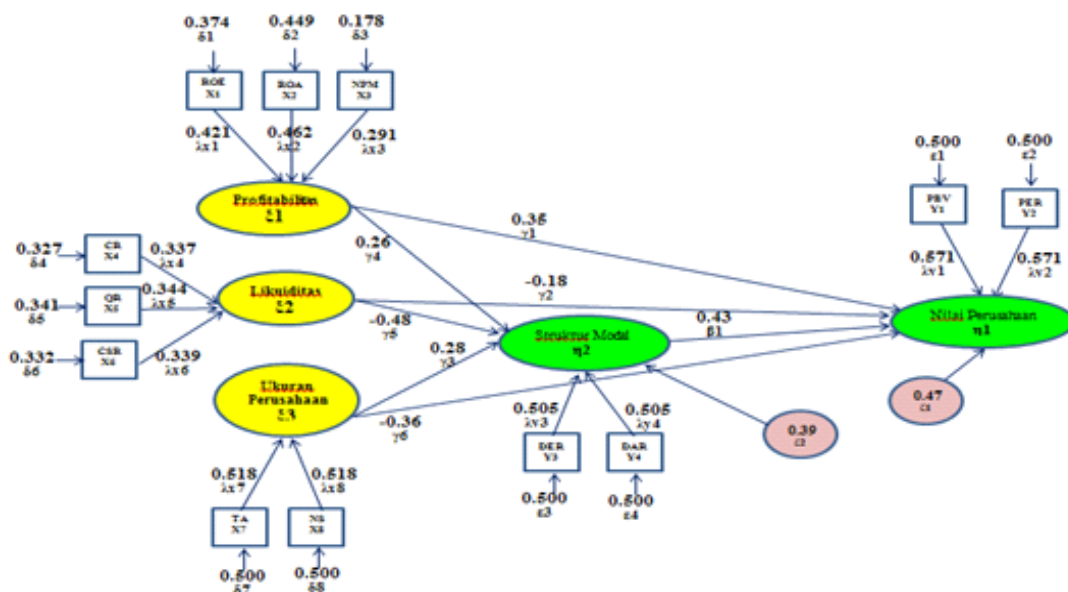 0.374
δ1
0.449
δ2
0.178
δ3
ROE
X1
ROA
X2
NPM
X3
0.421
λx1
0.462
λx2
0.291
λx3
Profitabilitas
ξ1
0.500
ε1
0.500
ε2
PBV
Y1
PER
Y2
0.571
λy1
0.571
λy2
0.35
γ1
0.26
γ4
0.327
δ4
CR
X4
0.337
λx4
0.341
δ5
QR
X5
0.344
λx5
0.332
δ6
CSR
X6
0.339
λx6
Likuiditas
ξ2
-0.18
γ2
-0.48
γ5
0.28
γ3
Struktur Modal
η2
0.43
β1
Nilai Perusahaan
η1
Ukuran
Perusahaan
ξ3
-0.36
γ6
0.47
ζ1
0.39
ζ2
0.505
λy3
0.505
λy4
DER
Y3
DAR
Y4
0.500
ε3
0.500
ε4
0.518
λx7
0.518
λx8
TA
X7
NS
X8
0.500
δ7
0.500
δ8